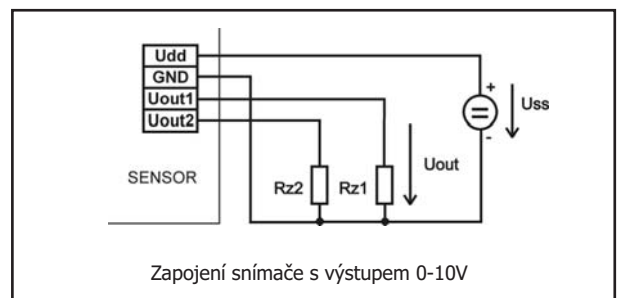 Udd
GND
Uout1
Uout2
SENSOR
Rz2
Rz1
Uout
+
=
-
Uss
Zapojení snímače s výstupem 0-10V